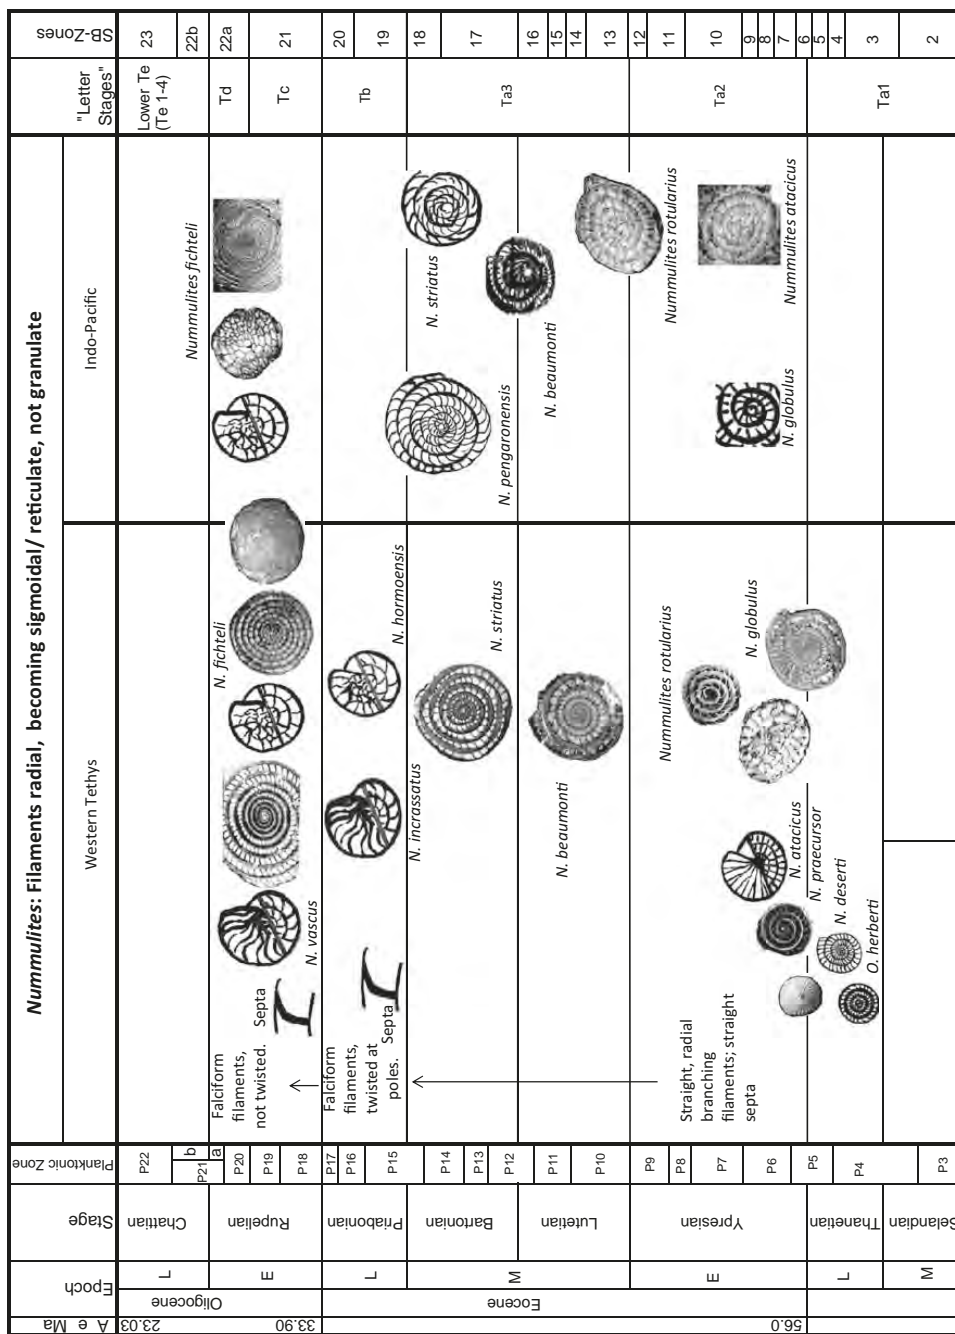 Nummulites: Filaments radial, becoming sigmoidal/ reticulate, not granulate
A e Ma
Epoch
Stage
Planktonic Zone
Western Tethys
Indo-Pacific
"Letter
Stages"
SB-Zones
23.03
33.90
56.0
Oligocene
Eocene
L
E
L
M
E
L
M
Chattian
Rupelian
Priabonian
Bartonian
Lutetian
Ypresian
Thanetian
Selandian
P22
P21
b
a
P20
P19
P18
P17
P16
P15
P14
P13
P12
P11
P10
P9
P8
P7
P6
P5
P4
P3
Falciform
filaments,
not twisted.
Septa
N. vascus
N. fichteli
Nummulites fichteli
Falciform
filaments,
twisted at
poles.
Septa
N. hormoensis
N. incrassatus
N. striatus
N. beaumonti
N. striatus
N. pengaronensis
N. beaumonti
Nummulites rotularius
Straight, radial
branching
filaments; straight
septa
Nummulites rotularius
N. globulus
N. atacicus
N. praecursor
N. deserti
O. herberti
N. globulus
Nummulites atacicus
Lower Te
(Te 1-4)
Td
Tc
Tb
Ta3
Ta2
Ta1
23
22b
22a
21
20
19
18
17
16
15
14
13
12
11
10
9
8
7
6
5
4
3
2